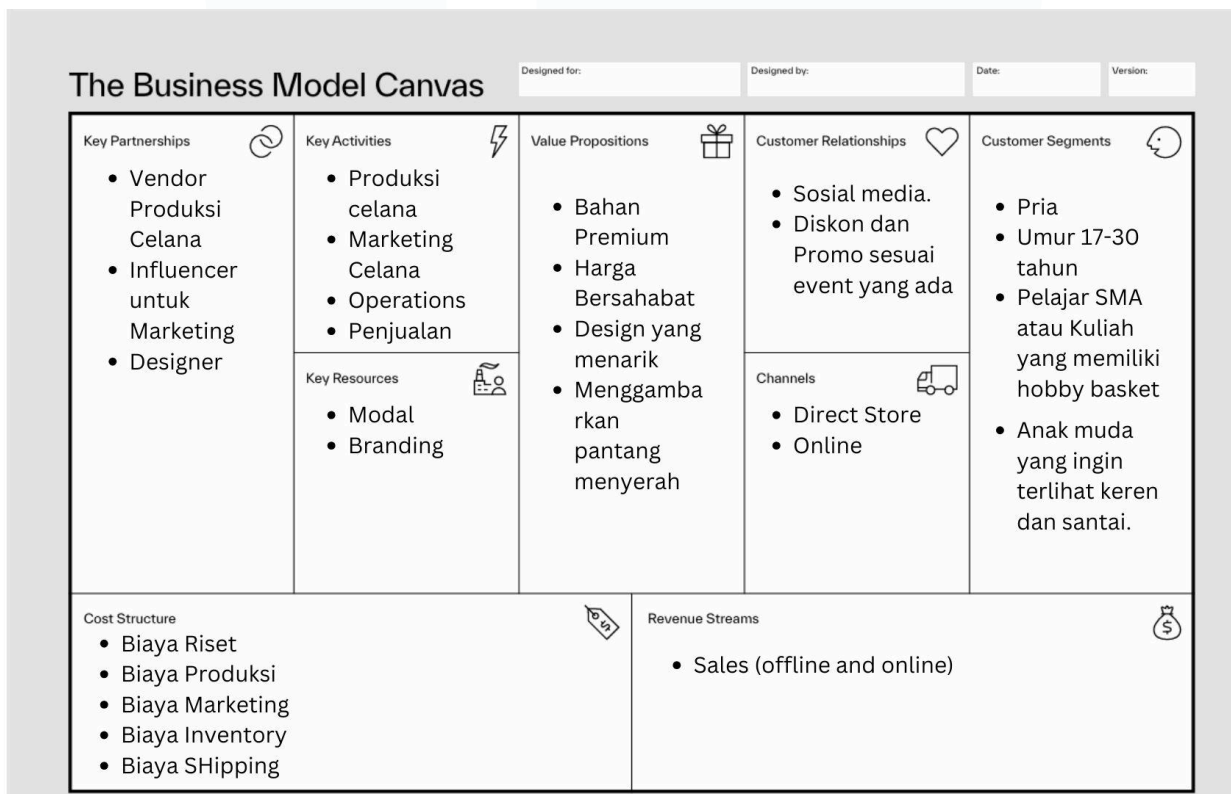 The Business Model Canvas
Designed for:
Designed by:
Date:
Version:
Key Partnerships
• Vendor
Produksi
Celana
• Influencer
untuk
Marketing
• Designer
Key Activities
• Produksi
celana
• Marketing
Celana
• Operations
• Penjualan
Key Resources
• Modal
• Branding
Value Propositions
• Bahan
Premium
• Harga
Bersahabat
• Design yang
menarik
• Menggamba
rkan
pantang
menyerah
Customer Relationships
• Sosial media.
• Diskon dan
Promo sesuai
event yang ada
Channels
• Direct Store
• Online
Customer Segments
• Pria
• Umur 17-30
tahun
• Pelajar SMA
atau Kuliah
yang memiliki
hobby basket
• Anak muda
yang ingin
terlihat keren
dan santai.
Cost Structure
• Biaya Riset
• Biaya Produksi
• Biaya Marketing
• Biaya Inventory
• Biaya SHipping
Revenue Streams
• Sales (offline and online)